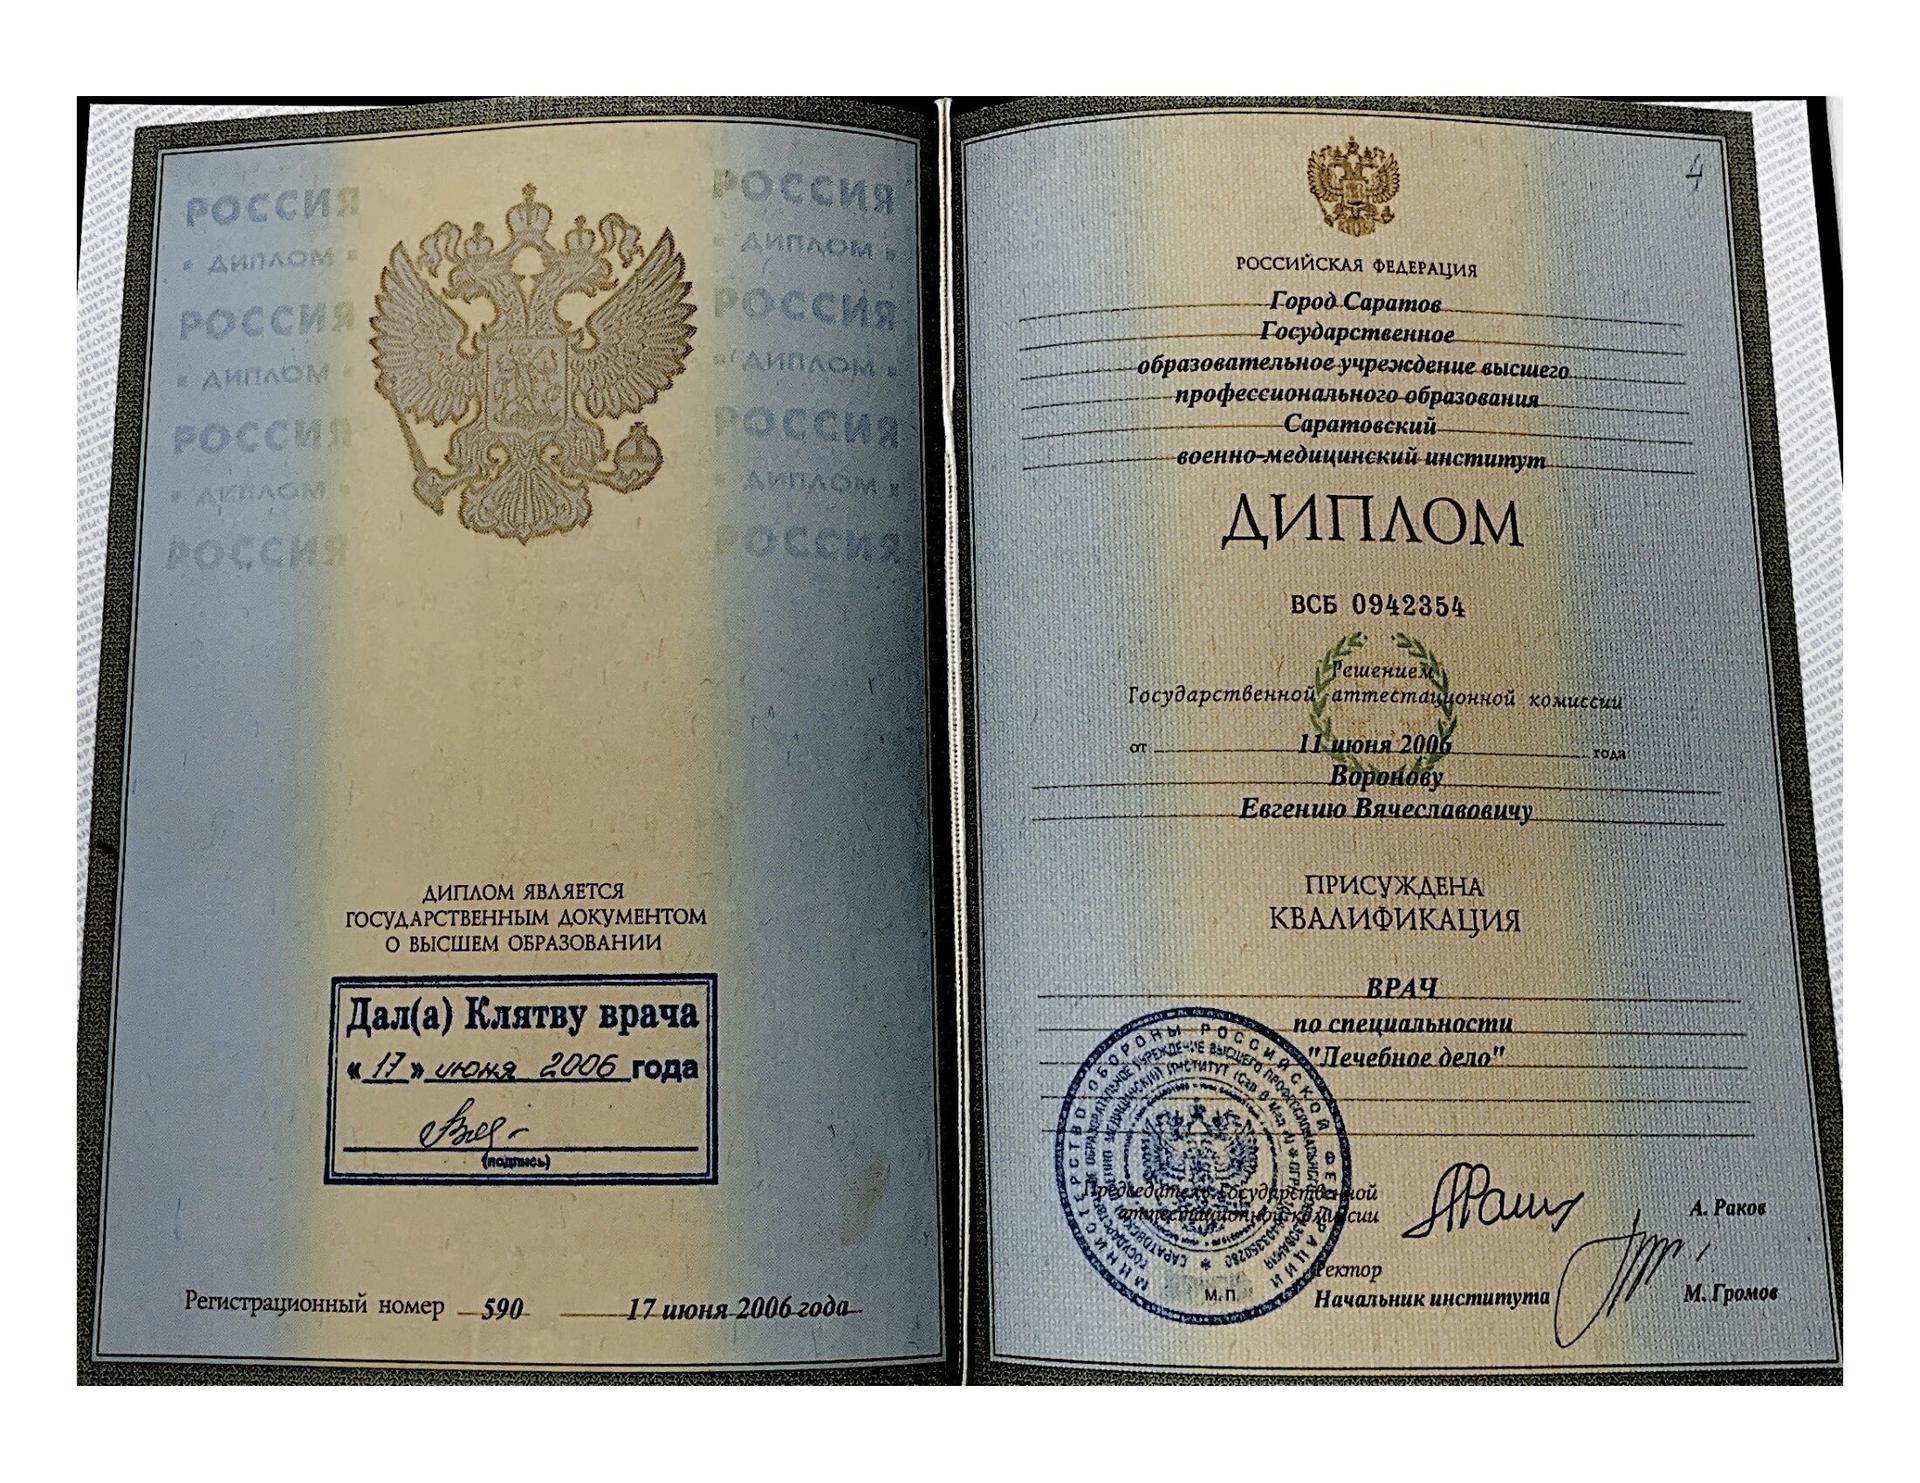 РОССИЯ
ДИПЛОМ
РОССИЯ
ДИПЛОМ
РОССИЯ
ДИПЛОМ
РОССИЯ
РОССИЯ
ДИПЛОМ
РОССИЯ
ДИПЛОМ
РОССИЯ
ДИПЛОМ
РОССИЯ
ДИПЛОМ ЯВЛЯЕТСЯ
ГОСУДАРСТВЕННЫМ ДОКУМЕНТОМ
О ВЫСШЕМ ОБРАЗОВАНИИ
Дал(а) Клятву врача
«17» июня 2006 года
(подпись)
Регистрационный номер 590 17 июня 2006 года
4
РОССИЙСКАЯ ФЕДЕРАЦИЯ
Город Саратов
Государственное
образовательное учреждение высшего
профессионального образования
Саратовский
военно-медицинский институт
ДИПЛОМ
ВСБ 0942354
Решением
Государственной аттестационной комиссии
от 11 июня 2006 года
Воронову
Евгению Вячеславовичу
ПРИСУЖДЕНА
КВАЛИФИКАЦИЯ
ВРАЧ
по специальности
"Лечебное дело"
МИНИСТЕРСТВО ОБОРОНЫ РОССИЙСКОЙ ФЕДЕРАЦИИ
Председатель Государственной
аттестационной комиссии
А. Раков
Ректор
М.П.
Начальник института
М. Громов